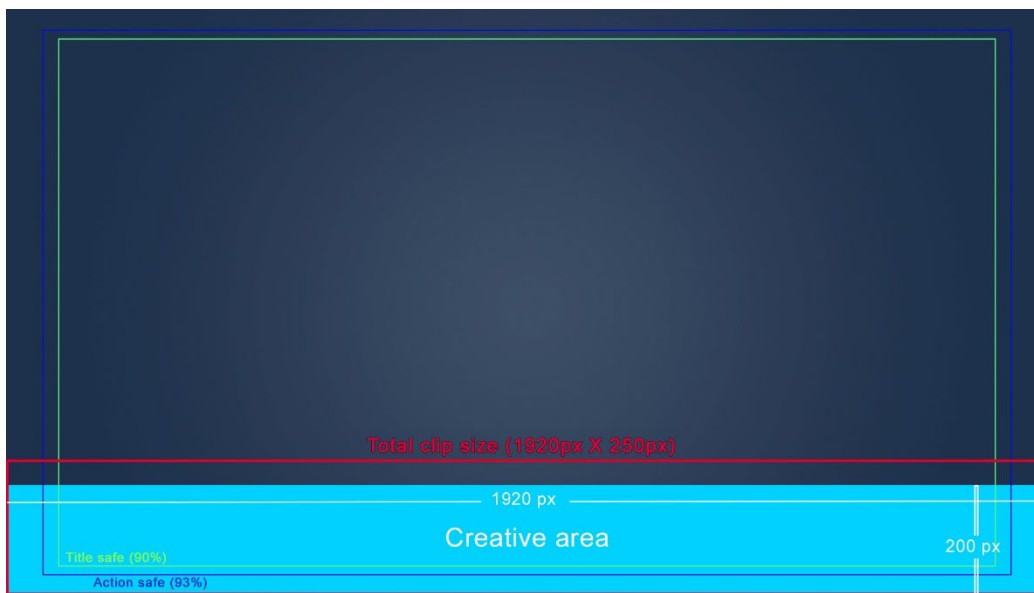 Total clip size (1920px X 250px)
1920 px
Creative area
200 px
Title safe (90%)
Action safe (93%)